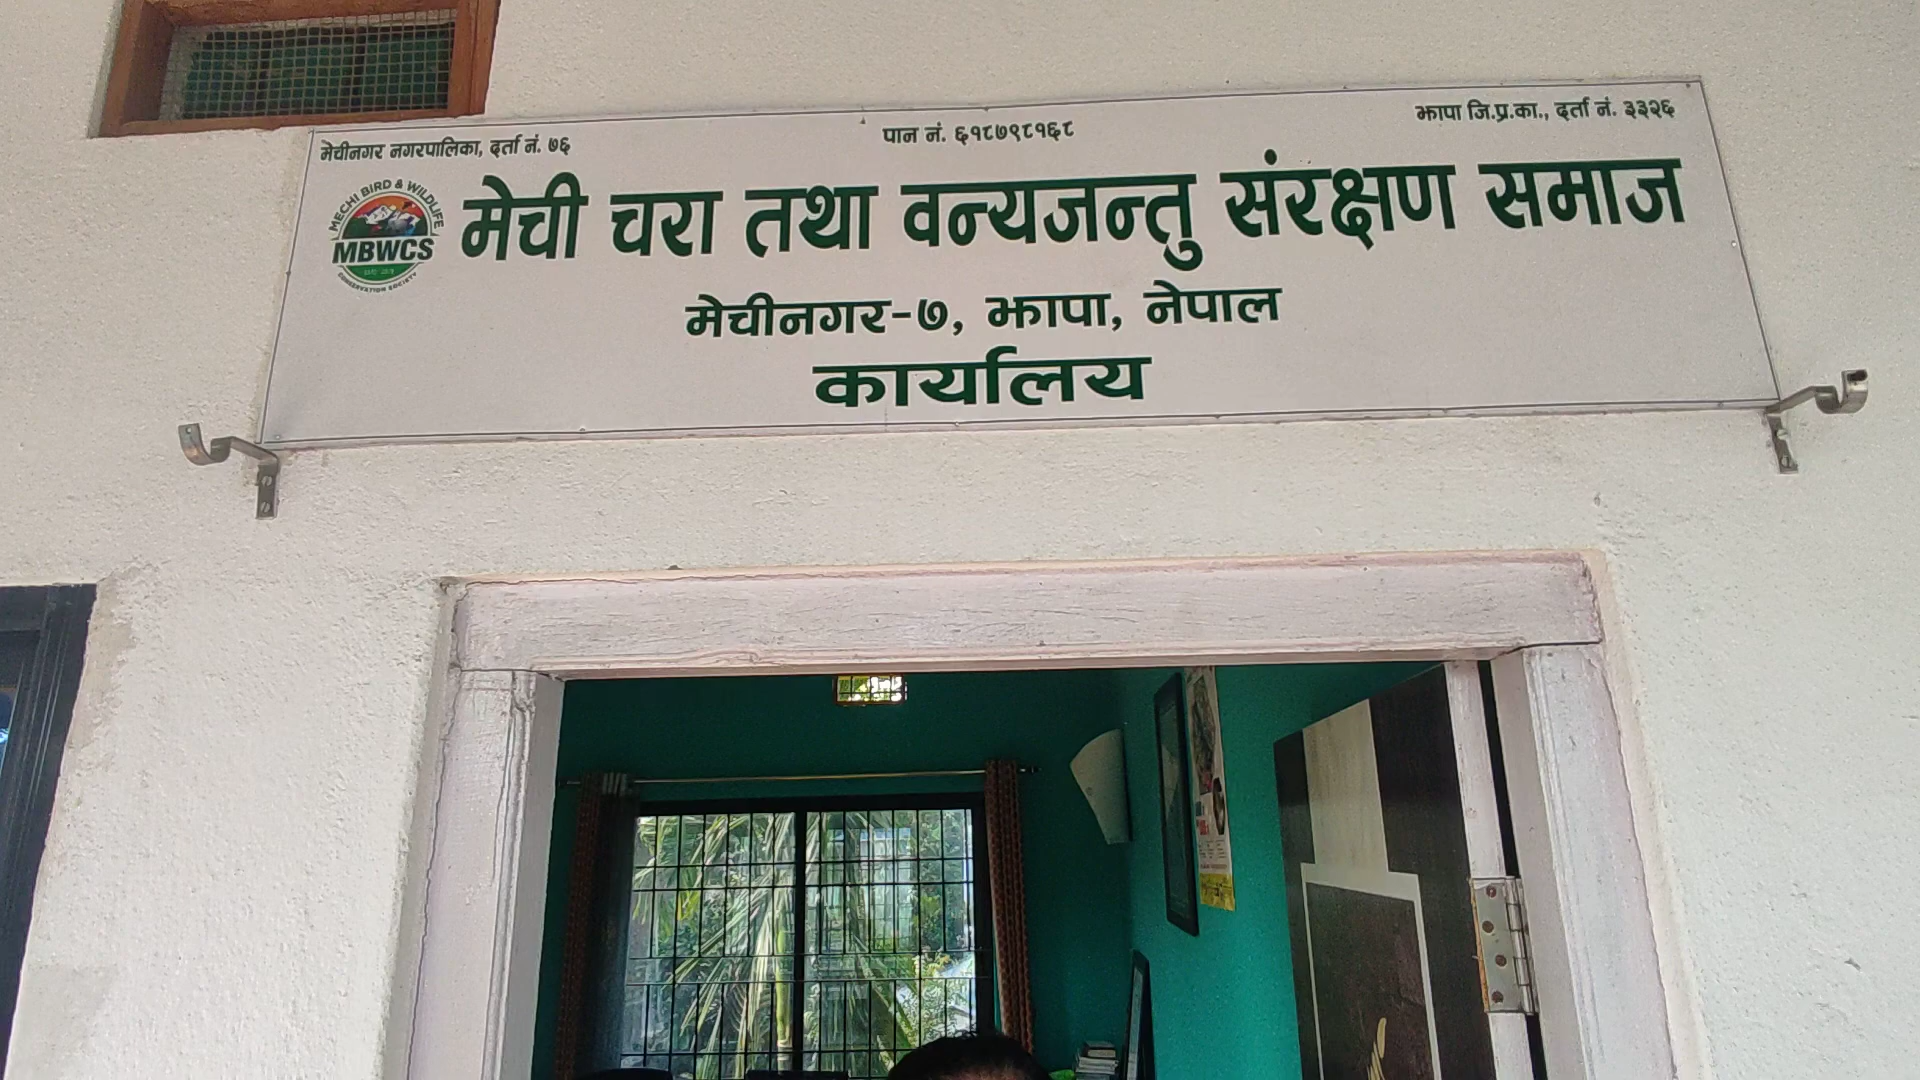 मेचीनगर नगरपालिका, दर्ता नं. ७६
पान नं. ६१८७९८१६८
झापा जि.प्र.का., दर्ता नं. ३३२६
MECHI BIRD & WILDLIFE
MBWCS
CONSERVATION SOCIETY
मेची चरा तथा वन्यजन्तु संरक्षण समाज
मेचीनगर-७, झापा, नेपाल
कार्यालय